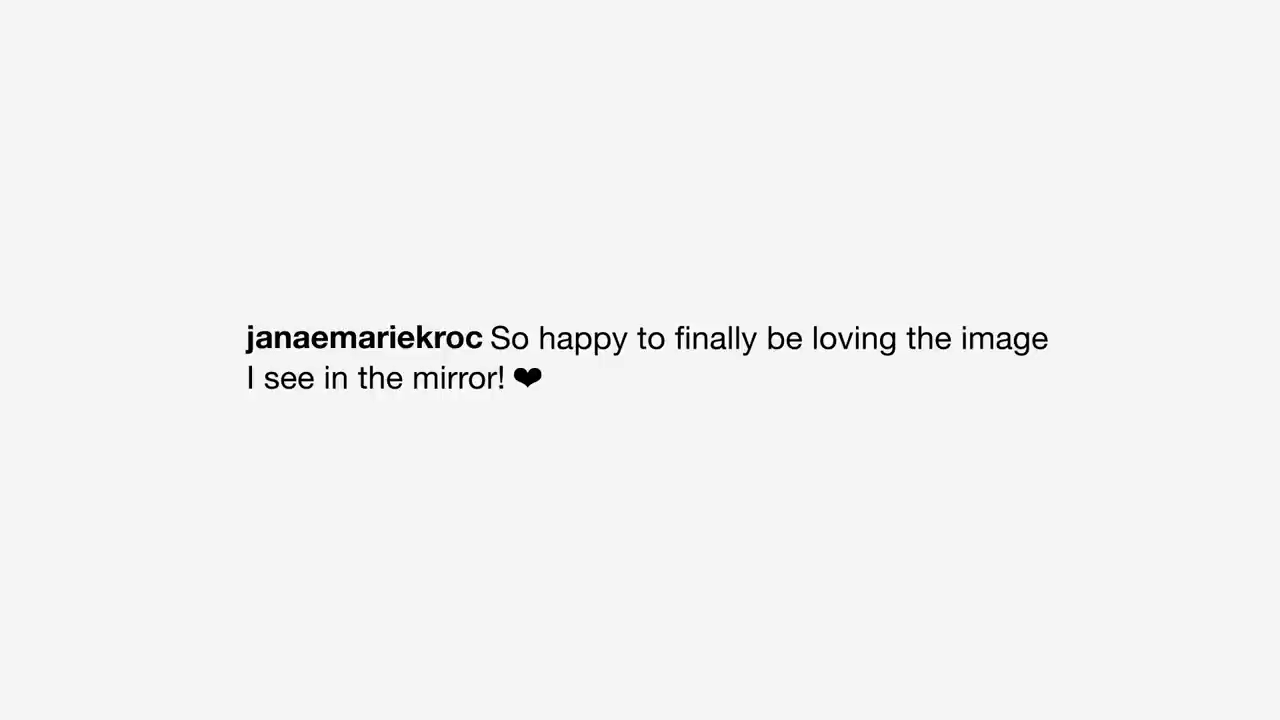 janaemariekroc So happy to finally be loving the image
I see in the mirror! ❤